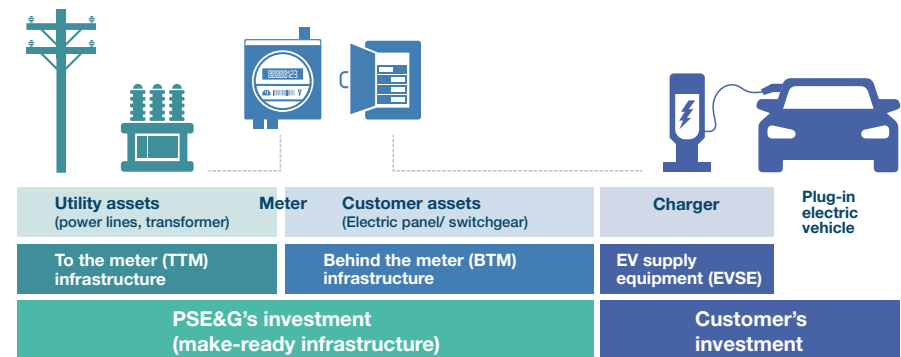 00000123
Utility assets
(power lines, transformer)
Meter
Customer assets
(Electric panel/ switchgear)
Charger
Plug-in
electric
vehicle
To the meter (TTM)
infrastructure
Behind the meter (BTM)
infrastructure
EV supply
equipment (EVSE)
PSE&G’s investment
(make-ready infrastructure)
Customer’s
investment